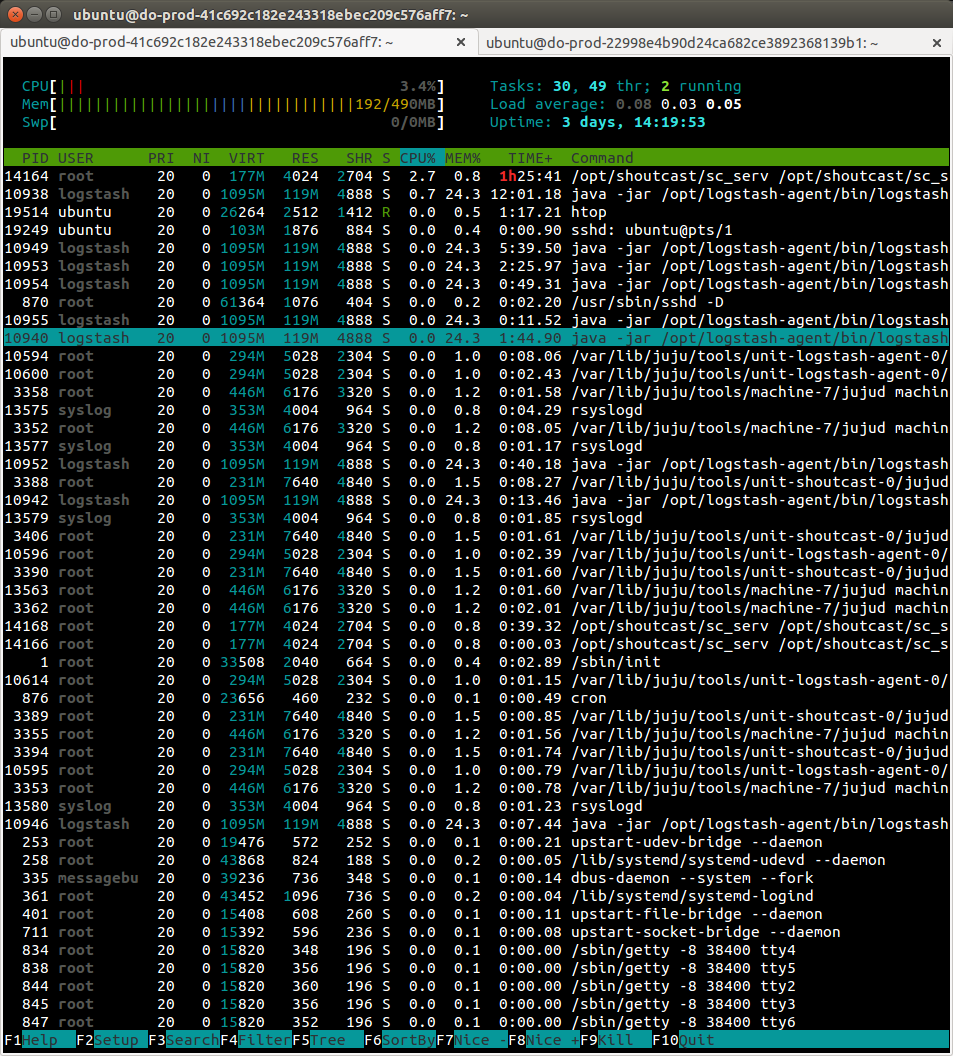 ubuntu@do-prod-41c692c182e243318ebec209c576aff7: ~
ubuntu@do-prod-41c692c182e243318ebec209c576aff7: ~ × ubuntu@do-prod-22998e4b90d24ca682ce3892368139b1: ~ ×
CPU[||| 3.4%] Tasks: 30, 49 thr; 2 running
Mem[|||||||||||||||||||||||||||||||||192/490MB] Load average: 0.08 0.03 0.05
Swp[ 0/0MB] Uptime: 3 days, 14:19:53
PID USER PRI NI VIRT RES SHR S CPU% MEM% TIME+ Command
14164 root 20 0 177M 4024 2704 S 2.7 0.8 1h25:41 /opt/shoutcast/sc_serv /opt/shoutcast/sc_s
10938 logstash 20 0 1095M 119M 4888 S 0.7 24.3 12:01.18 java -jar /opt/logstash-agent/bin/logstash
19514 ubuntu 20 0 26264 2512 1412 R 0.0 0.5 1:17.21 htop
19249 ubuntu 20 0 103M 1876 884 S 0.0 0.4 0:00.90 sshd: ubuntu@pts/1
10949 logstash 20 0 1095M 119M 4888 S 0.0 24.3 5:39.50 java -jar /opt/logstash-agent/bin/logstash
10953 logstash 20 0 1095M 119M 4888 S 0.0 24.3 2:25.97 java -jar /opt/logstash-agent/bin/logstash
10954 logstash 20 0 1095M 119M 4888 S 0.0 24.3 0:49.31 java -jar /opt/logstash-agent/bin/logstash
870 root 20 0 61364 1076 404 S 0.0 0.2 0:02.20 /usr/sbin/sshd -D
10955 logstash 20 0 1095M 119M 4888 S 0.0 24.3 0:11.52 java -jar /opt/logstash-agent/bin/logstash
10940 logstash 20 0 1095M 119M 4888 S 0.0 24.3 1:44.90 java -jar /opt/logstash-agent/bin/logstash
10594 root 20 0 294M 5028 2304 S 0.0 1.0 0:08.06 /var/lib/juju/tools/unit-logstash-agent-0/
10600 root 20 0 294M 5028 2304 S 0.0 1.0 0:02.43 /var/lib/juju/tools/unit-logstash-agent-0/
3358 root 20 0 446M 6176 3320 S 0.0 1.2 0:01.58 /var/lib/juju/tools/machine-7/jujud machin
13575 syslog 20 0 353M 4004 964 S 0.0 0.8 0:04.29 rsyslogd
3352 root 20 0 446M 6176 3320 S 0.0 1.2 0:08.05 /var/lib/juju/tools/machine-7/jujud machin
13577 syslog 20 0 353M 4004 964 S 0.0 0.8 0:01.17 rsyslogd
10952 logstash 20 0 1095M 119M 4888 S 0.0 24.3 0:40.18 java -jar /opt/logstash-agent/bin/logstash
3388 root 20 0 231M 7640 4840 S 0.0 1.5 0:08.27 /var/lib/juju/tools/unit-shoutcast-0/jujud
10942 logstash 20 0 1095M 119M 4888 S 0.0 24.3 0:13.46 java -jar /opt/logstash-agent/bin/logstash
13579 syslog 20 0 353M 4004 964 S 0.0 0.8 0:01.85 rsyslogd
3406 root 20 0 231M 7640 4840 S 0.0 1.5 0:01.61 /var/lib/juju/tools/unit-shoutcast-0/jujud
10596 root 20 0 294M 5028 2304 S 0.0 1.0 0:02.39 /var/lib/juju/tools/unit-logstash-agent-0/
3390 root 20 0 231M 7640 4840 S 0.0 1.5 0:01.60 /var/lib/juju/tools/unit-shoutcast-0/jujud
13563 root 20 0 446M 6176 3320 S 0.0 1.2 0:01.60 /var/lib/juju/tools/machine-7/jujud machin
3362 root 20 0 446M 6176 3320 S 0.0 1.2 0:02.01 /var/lib/juju/tools/machine-7/jujud machin
14168 root 20 0 177M 4024 2704 S 0.0 0.8 0:39.32 /opt/shoutcast/sc_serv /opt/shoutcast/sc_s
14166 root 20 0 177M 4024 2704 S 0.0 0.8 0:00.03 /opt/shoutcast/sc_serv /opt/shoutcast/sc_s
1 root 20 0 33508 2040 664 S 0.0 0.4 0:02.89 /sbin/init
10614 root 20 0 294M 5028 2304 S 0.0 1.0 0:01.15 /var/lib/juju/tools/unit-logstash-agent-0/
876 root 20 0 23656 460 232 S 0.0 0.1 0:00.49 cron
3389 root 20 0 231M 7640 4840 S 0.0 1.5 0:00.85 /var/lib/juju/tools/unit-shoutcast-0/jujud
3355 root 20 0 446M 6176 3320 S 0.0 1.2 0:01.56 /var/lib/juju/tools/machine-7/jujud machin
3394 root 20 0 231M 7640 4840 S 0.0 1.5 0:01.74 /var/lib/juju/tools/unit-shoutcast-0/jujud
10595 root 20 0 294M 5028 2304 S 0.0 1.0 0:00.79 /var/lib/juju/tools/unit-logstash-agent-0/
3353 root 20 0 446M 6176 3320 S 0.0 1.2 0:00.78 /var/lib/juju/tools/machine-7/jujud machin
13580 syslog 20 0 353M 4004 964 S 0.0 0.8 0:01.23 rsyslogd
10946 logstash 20 0 1095M 119M 4888 S 0.0 24.3 0:07.44 java -jar /opt/logstash-agent/bin/logstash
253 root 20 0 19476 572 252 S 0.0 0.1 0:00.21 upstart-udev-bridge --daemon
258 root 20 0 43868 824 188 S 0.0 0.2 0:00.05 /lib/systemd/systemd-udevd --daemon
335 messagebu 20 0 39236 736 348 S 0.0 0.1 0:00.14 dbus-daemon --system --fork
361 root 20 0 43452 1096 736 S 0.0 0.2 0:00.04 /lib/systemd/systemd-logind
401 root 20 0 15408 608 260 S 0.0 0.1 0:00.11 upstart-file-bridge --daemon
711 root 20 0 15392 596 236 S 0.0 0.1 0:00.08 upstart-socket-bridge --daemon
834 root 20 0 15820 348 196 S 0.0 0.1 0:00.00 /sbin/getty -8 38400 tty4
838 root 20 0 15820 356 196 S 0.0 0.1 0:00.00 /sbin/getty -8 38400 tty5
844 root 20 0 15820 360 196 S 0.0 0.1 0:00.00 /sbin/getty -8 38400 tty2
845 root 20 0 15820 356 196 S 0.0 0.1 0:00.00 /sbin/getty -8 38400 tty3
847 root 20 0 15820 352 196 S 0.0 0.1 0:00.00 /sbin/getty -8 38400 tty6
F1Help F2Setup F3SearchF4FilterF5Tree F6SortByF7Nice -F8Nice +F9Kill F10Quit